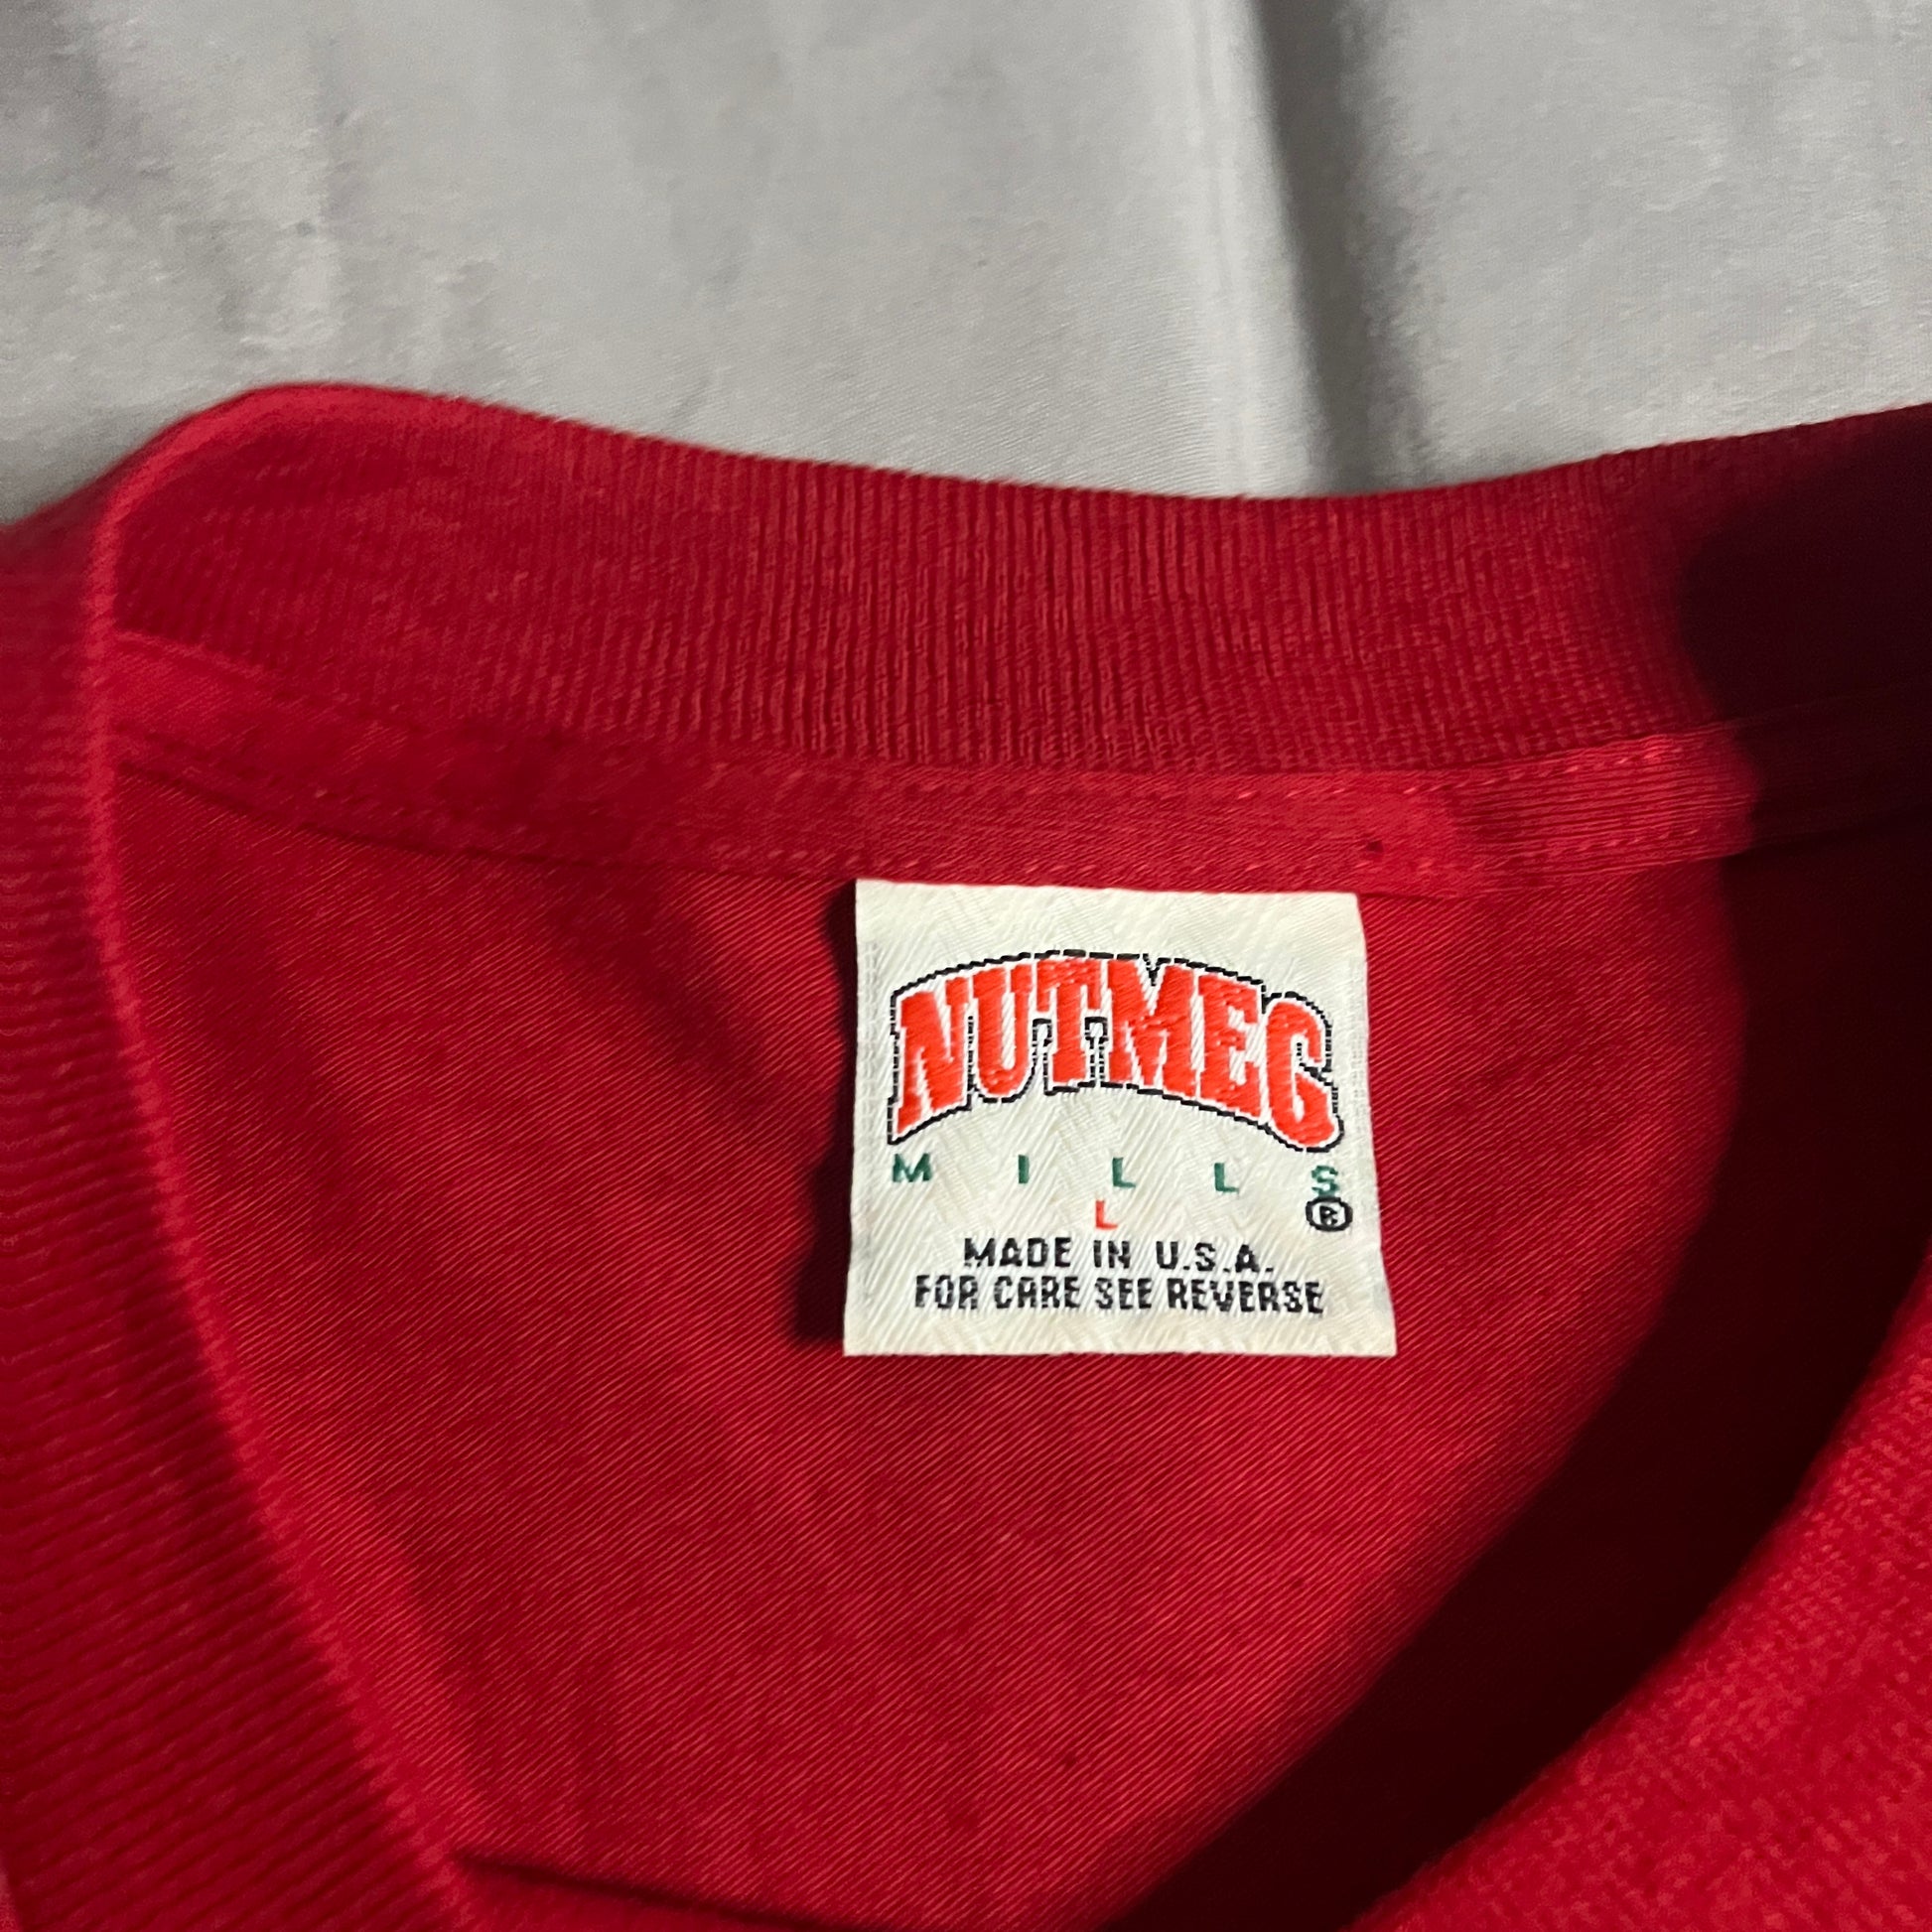 NUTMEG
MILLS
®
L
MADE IN U.S.A.
FOR CARE SEE REVERSE